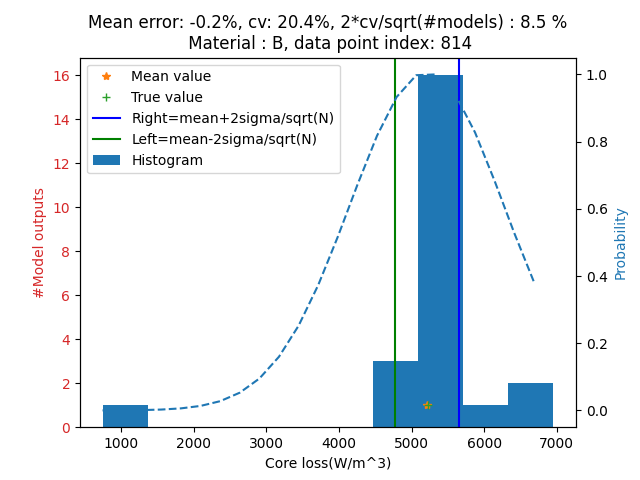 Mean error: -0.2%, cv: 20.4%, 2*cv/sqrt(#models) : 8.5 %
Material : B, data point index: 814
Mean value
True value
Right=mean+2sigma/sqrt(N)
Left=mean-2sigma/sqrt(N)
Histogram
#Model outputs
16
14
12
10
8
6
4
2
0
1.0
0.8
0.6
0.4
0.2
0.0
Probability
1000 2000 3000 4000 5000 6000 7000
Core loss(W/m^3)